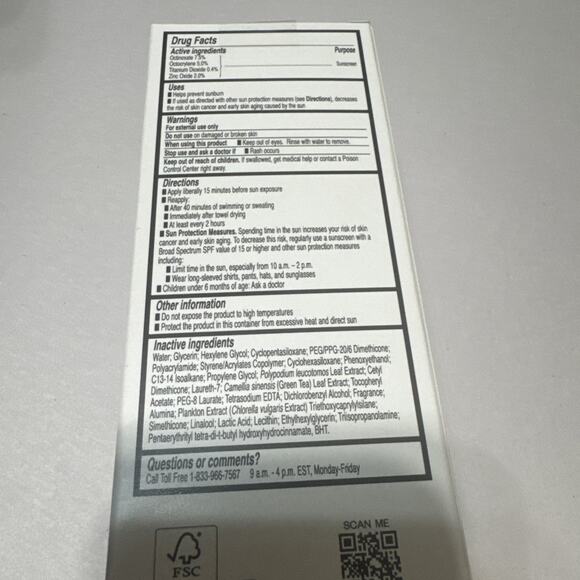 Drug Facts
Active ingredients Purpose
Octinoxate 7.5%
Octocrylene 5.0% Sunscreen
Titanium Dioxide 0.4%
Zinc Oxide 2.0%
Uses
■ Helps prevent sunburn
■ If used as directed with other sun protection measures (see Directions), decreases
the risk of skin cancer and early skin aging caused by the sun
Warnings
For external use only
Do not use on damaged or broken skin
When using this product ■ Keep out of eyes. Rinse with water to remove.
Stop use and ask a doctor if ■ Rash occurs
Keep out of reach of children. If swallowed, get medical help or contact a Poison
Control Center right away.
Directions
■ Apply liberally 15 minutes before sun exposure
■ Reapply:
■ After 40 minutes of swimming or sweating
■ Immediately after towel drying
■ At least every 2 hours
■ Sun Protection Measures. Spending time in the sun increases your risk of skin
cancer and early skin aging. To decrease this risk, regularly use a sunscreen with a
Broad Spectrum SPF value of 15 or higher and other sun protection measures
including:
■ Limit time in the sun, especially from 10 a.m. – 2 p.m.
■ Wear long-sleeved shirts, pants, hats, and sunglasses
■ Children under 6 months of age: Ask a doctor
Other information
■ Do not expose the product to high temperatures
■ Protect the product in this container from excessive heat and direct sun
Inactive ingredients
Water; Glycerin; Hexylene Glycol; Cyclopentasiloxane; PEG/PPG-20/6 Dimethicone;
Polyacrylamide; Styrene/Acrylates Copolymer; Cyclohexasiloxane; Phenoxyethanol;
C13-14 Isoalkane; Propylene Glycol; Polypodium leucotomos Leaf Extract; Cetyl
Dimethicone; Laureth-7; Camellia sinensis (Green Tea) Leaf Extract; Tocopheryl
Acetate; PEG-8 Laurate; Tetrasodium EDTA; Dichlorobenzyl Alcohol; Fragrance;
Alumina; Plankton Extract (Chlorella vulgaris Extract) Triethoxycaprylylsilane;
Simethicone; Linalool; Lactic Acid; Lecithin; Ethylhexylglycerin; Triisopropanolamine;
Pentaerythrityl tetra-di-t-butyl hydroxyhydrocinnamate, BHT.
Questions or comments?
Call Toll Free 1-833-966-7567 9 a.m. - 4 p.m. EST, Monday-Friday
SCAN ME
FSC